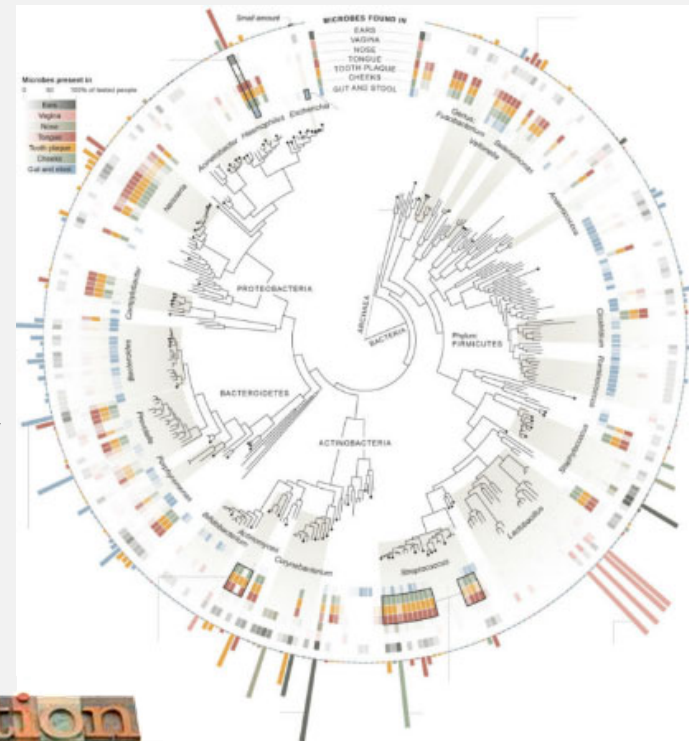 Small amount
MICROBES FOUND IN
EARS
VAGINA
NOSE
TONGUE
TOOTH PLAQUE
CHEEKS
GUT AND STOOL
Microbes present in
0 50 100% of tested people
Ears
Vagina
Nose
Tongue
Tooth plaque
Cheeks
Gut and stool
Acinetobacter
Haemophilus
Escherichia
Genus:
Fusobacterium
Veillonella
Selenomonas
Anaerococcus
Neisseria
PROTEOBACTERIA
ARCHAEA
BACTERIA
Phylum:
FIRMICUTES
Clostridium
Ruminococcus
Capnocytophaga
Bacteroides
BACTEROIDETES
Prevotella
Porphyromonas
ACTINOBACTERIA
Staphylococcus
Lactobacillus
Streptococcus
Corynebacterium
Actinomyces
Bifidobacterium
tion